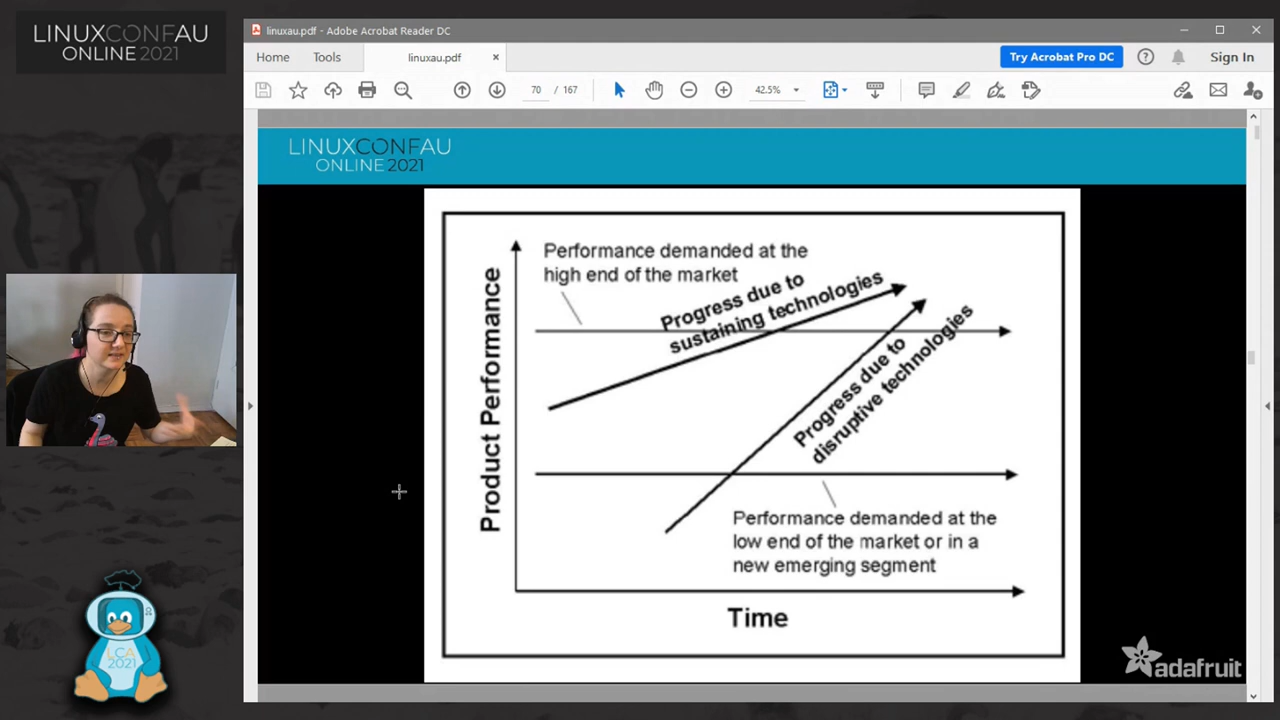 LINUXCONFAU
ONLINE 2021
linuxau.pdf - Adobe Acrobat Reader DC
Home
Tools
linuxau.pdf
×
Try Acrobat Pro DC
Sign In
70 / 167
42.5%
LINUXCONFAU
ONLINE 2021
Performance demanded at the
high end of the market
Progress due to
sustaining technologies
Product Performance
Progress due to
disruptive technologies
Performance demanded at the
low end of the market or in a
new emerging segment
Time
LCA
2021
adafruit